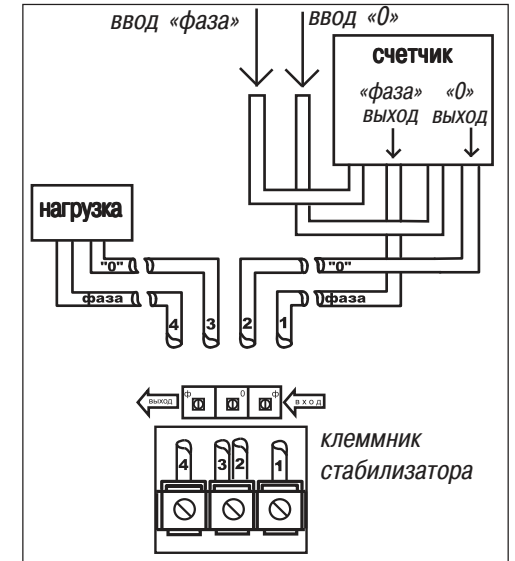 ввод «фаза»
ввод «0»
счетчик
«фаза» «0»
выход выход
нагрузка
"0"
"0"
фаза
фаза
4
3
2
1
выход
ф
0
ф
вход
клеммник
стабилизатора
4
3
2
1